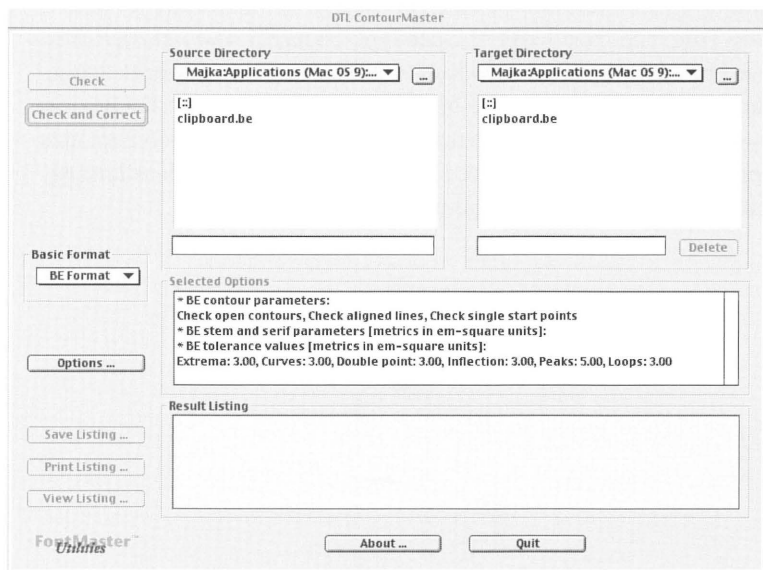 DTL ContourMaster
Source Directory
Majka:Applications (Mac OS 9):... ▼
...
[::]
clipboard.be
Target Directory
Majka:Applications (Mac OS 9):... ▼
...
[::]
clipboard.be
Delete
Check
Check and Correct
Basic Format
BE Format ▼
Options ...
Save Listing ...
Print Listing ...
View Listing ...
Selected Options
* BE contour parameters:
Check open contours, Check aligned lines, Check single start points
* BE stem and serif parameters [metrics in em-square units]:
* BE tolerance values [metrics in em-square units]:
Extrema: 3.00, Curves: 3.00, Double point: 3.00, Inflection: 3.00, Peaks: 5.00, Loops: 3.00
Result Listing
FontMaster™
Utilities
About ...
Quit